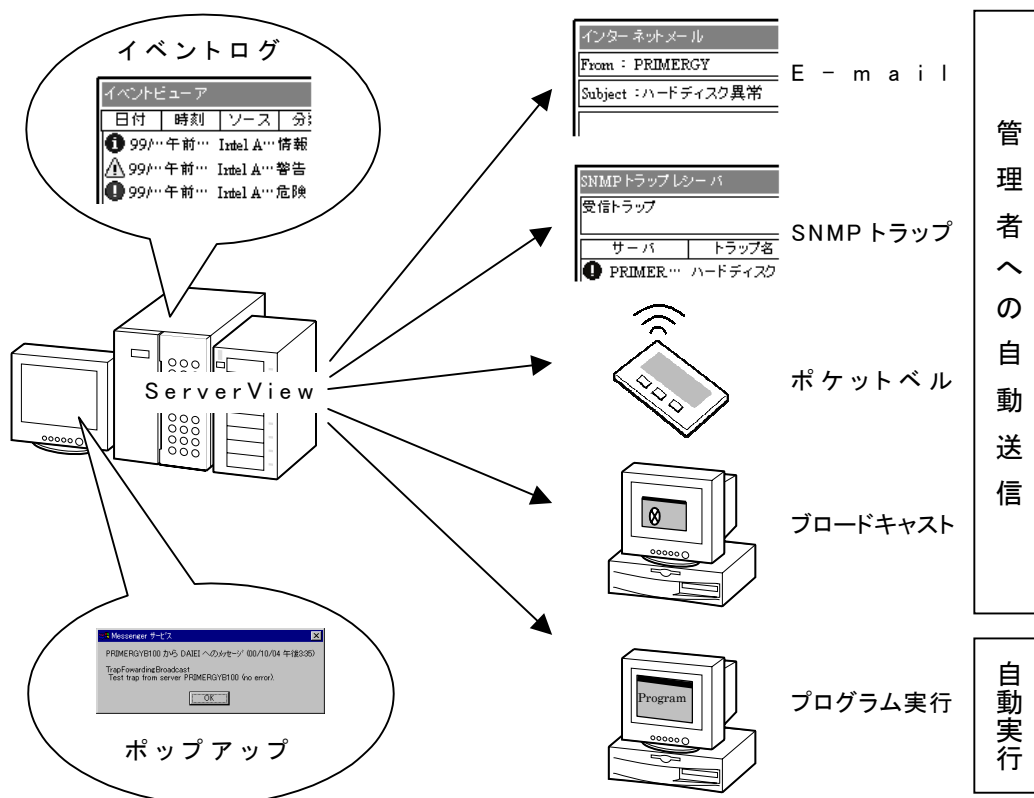 イベントログ
イベントビューア
日付 時刻 ソース
99/… 午前… Intel A… 情報
99/… 午前… Intel A… 警告
99/… 午前… Intel A… 危険
ServerView
Messenger サービス
PRIMERGYB100 から DAIEI へのメッセージ (00/10/04 午後3:35)
TrapFowardingBroadcast
Test trap from server PRIMERGYB100 (no error).
OK
ポップアップ
インターネットメール
From : PRIMERGY
Subject :ハードディスク異常
E－mail
SNMPトラップレシーバ
受信トラップ
サーバ トラップ名
PRIMER… ハードディスク
SNMPトラップ
ポケットベル
ブロードキャスト
Program
プログラム実行
管理者への自動送信
自動実行